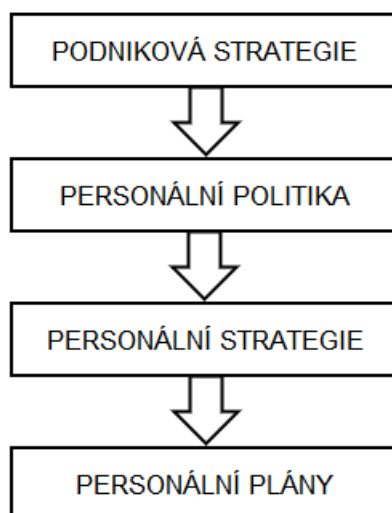 PODNIKOVÁ STRATEGIE
PERSONÁLNÍ POLITIKA
PERSONÁLNÍ STRATEGIE
PERSONÁLNÍ PLÁNY